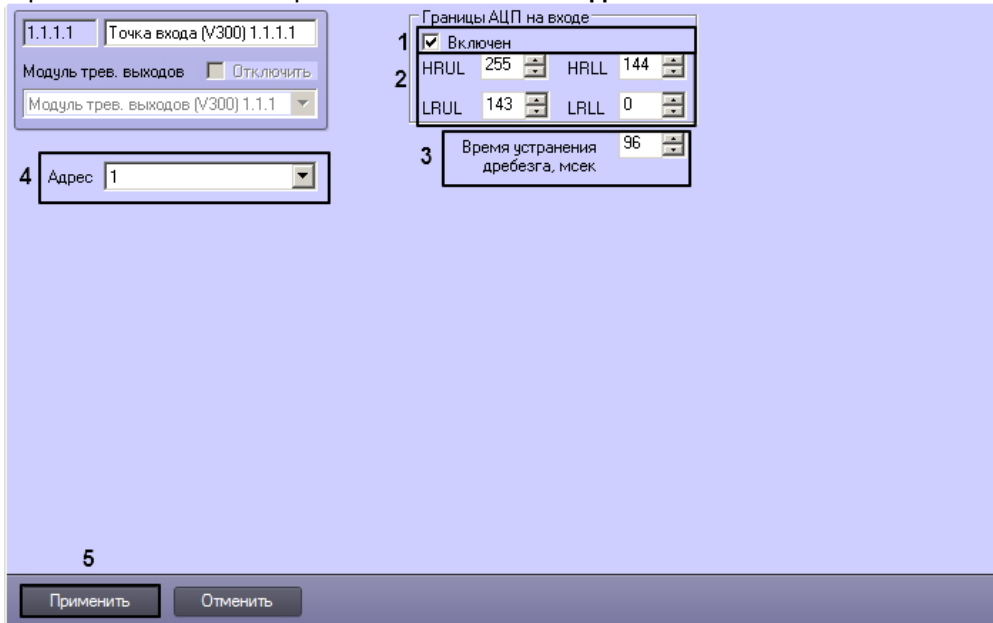 1.1.1.1 Точка входа (V300) 1.1.1.1
Модуль трев. выходов Отключить
Модуль трев. выходов (V300) 1.1.1
4 Адрес 1
Границы АЦП на входе
1 Включен
2 HRUL 255 HRLL 144
LRUL 143 LRLL 0
3 Время устранения 96
дребезга, мсек
5
Применить Отменить